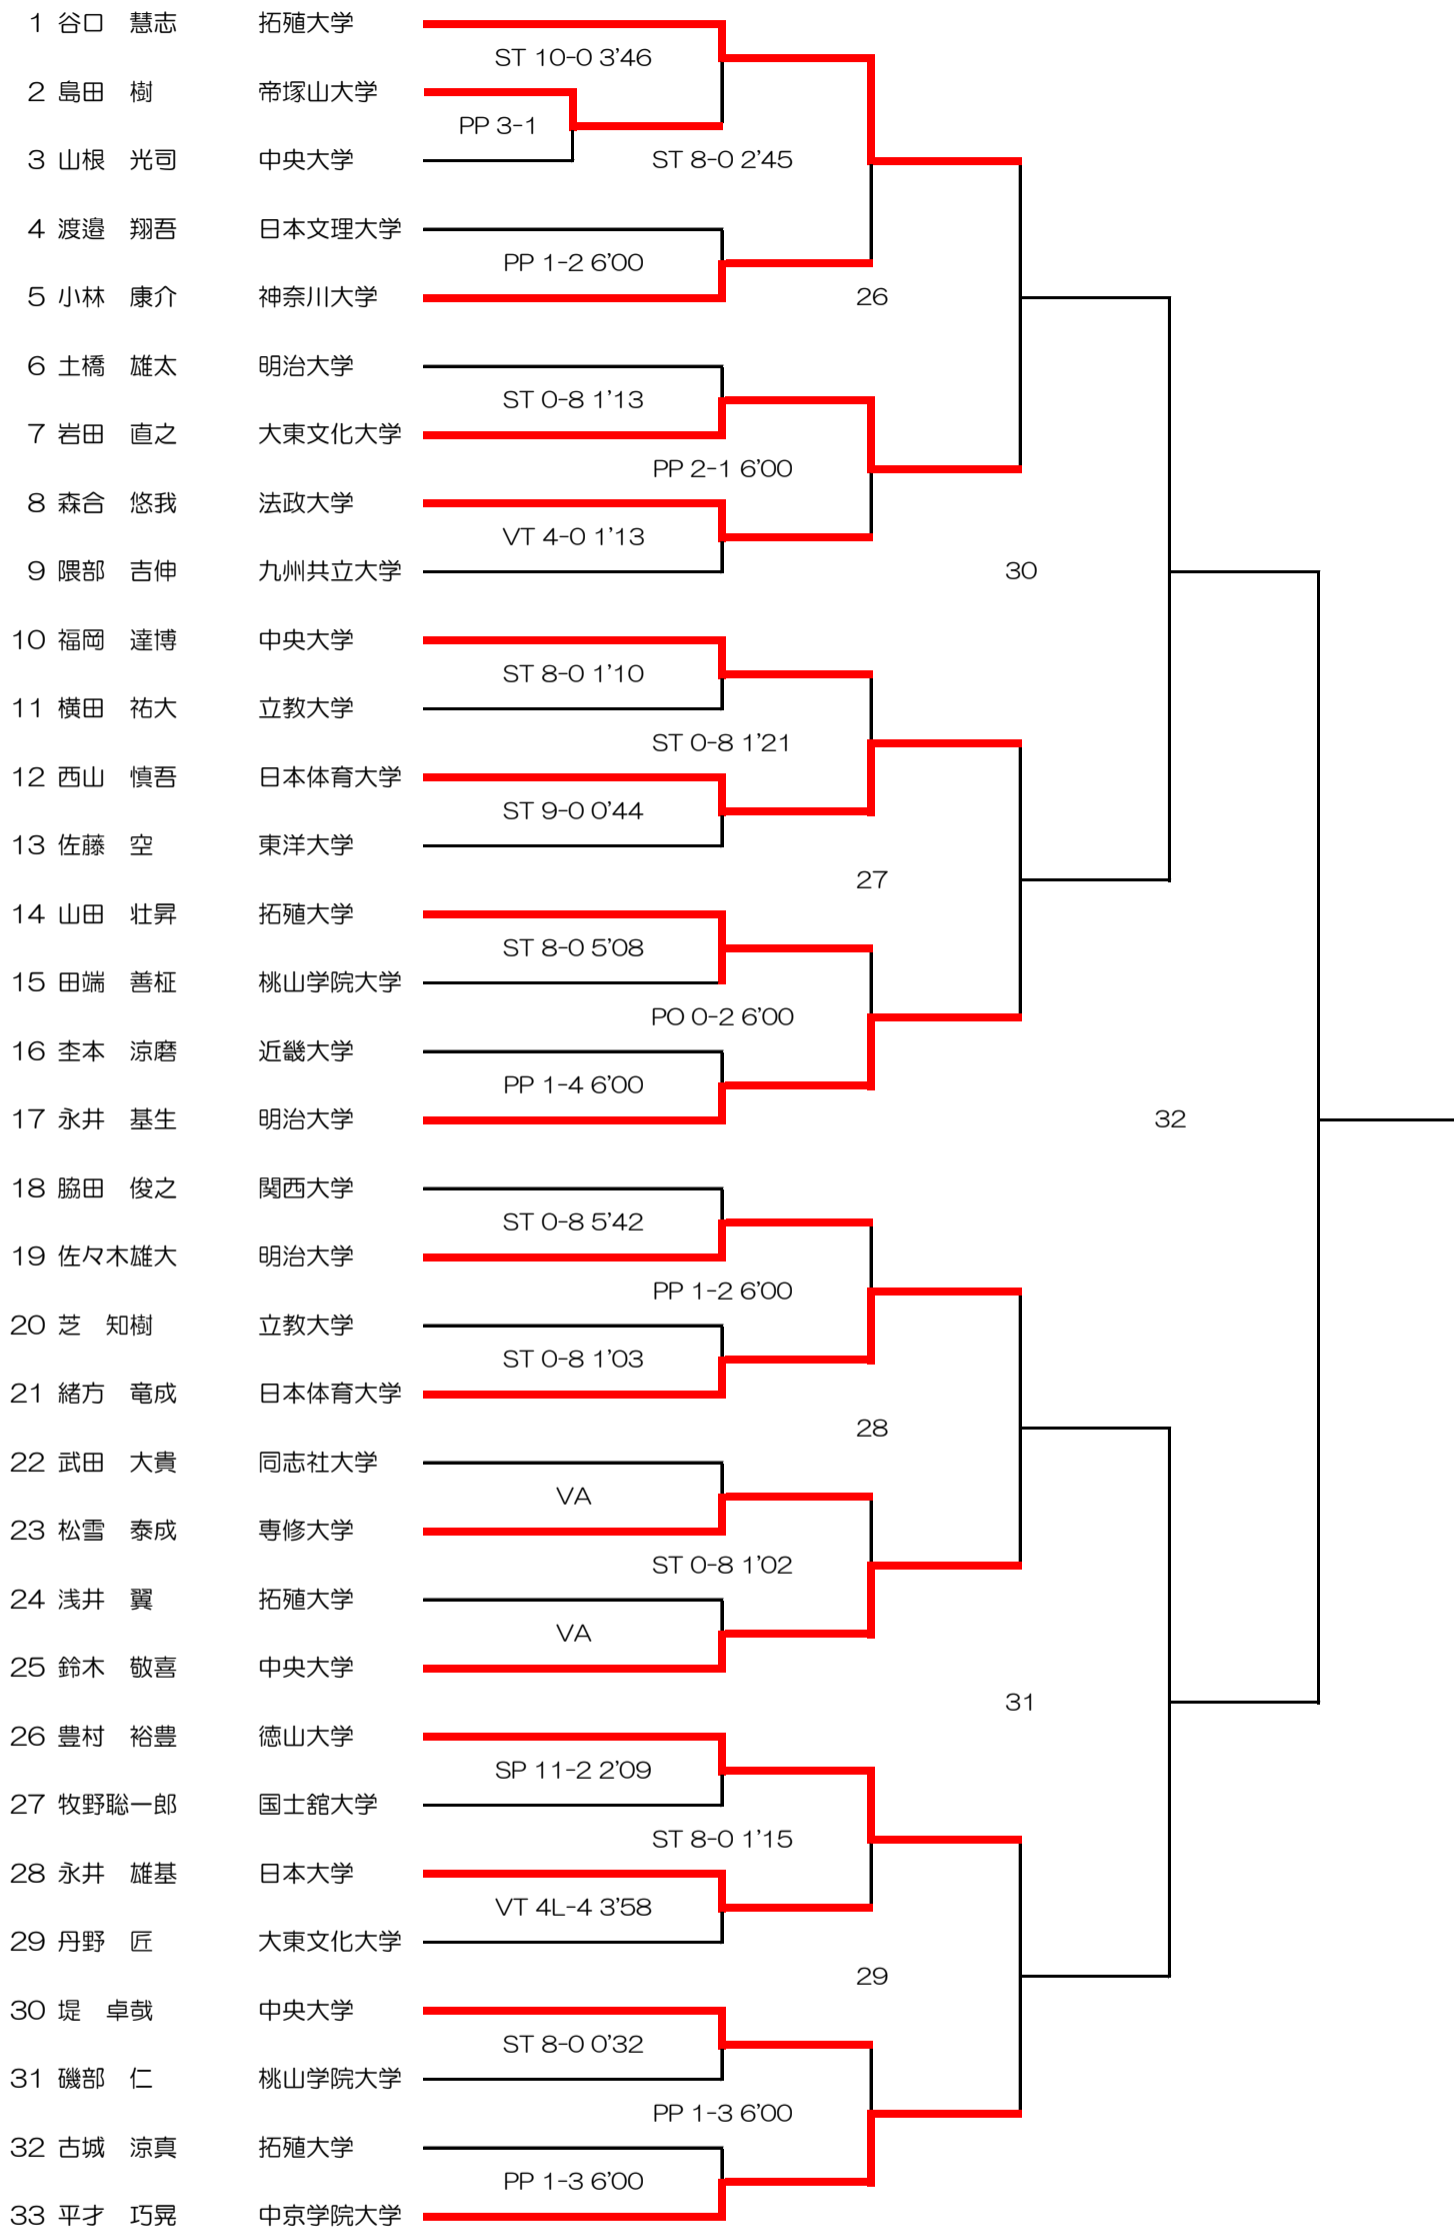 1 谷口　慧志 拓殖大学
ST 10-0 3'46
2 島田　樹 帝塚山大学
PP 3-1
3 山根　光司 中央大学
ST 8-0 2'45
4 渡邉　翔吾 日本文理大学
PP 1-2 6'00
5 小林　康介 神奈川大学
26
6 土橋　雄太 明治大学
ST 0-8 1'13
7 岩田　直之 大東文化大学
PP 2-1 6'00
8 森合　悠我 法政大学
VT 4-0 1'13
9 隈部　吉伸 九州共立大学
30
10 福岡　達博 中央大学
ST 8-0 1'10
11 横田　祐大 立教大学
ST 0-8 1'21
12 西山　慎吾 日本体育大学
ST 9-0 0'44
13 佐藤　空 東洋大学
27
14 山田　壮昇 拓殖大学
ST 8-0 5'08
15 田端　善柾 桃山学院大学
PO 0-2 6'00
16 杢本　涼磨 近畿大学
PP 1-4 6'00
17 永井　基生 明治大学
32
18 脇田　俊之 関西大学
ST 0-8 5'42
19 佐々木雄大 明治大学
PP 1-2 6'00
20 芝　知樹 立教大学
ST 0-8 1'03
21 緒方　竜成 日本体育大学
28
22 武田　大貴 同志社大学
VA
23 松雪　泰成 専修大学
ST 0-8 1'02
24 浅井　翼 拓殖大学
VA
25 鈴木　敬喜 中央大学
31
26 豊村　裕豊 徳山大学
SP 11-2 2'09
27 牧野聡一郎 国士舘大学
ST 8-0 1'15
28 永井　雄基 日本大学
VT 4L-4 3'58
29 丹野　匠 大東文化大学
29
30 堤　卓哉 中央大学
ST 8-0 0'32
31 磯部　仁 桃山学院大学
PP 1-3 6'00
32 古城　涼真 拓殖大学
PP 1-3 6'00
33 平才　巧晃 中京学院大学